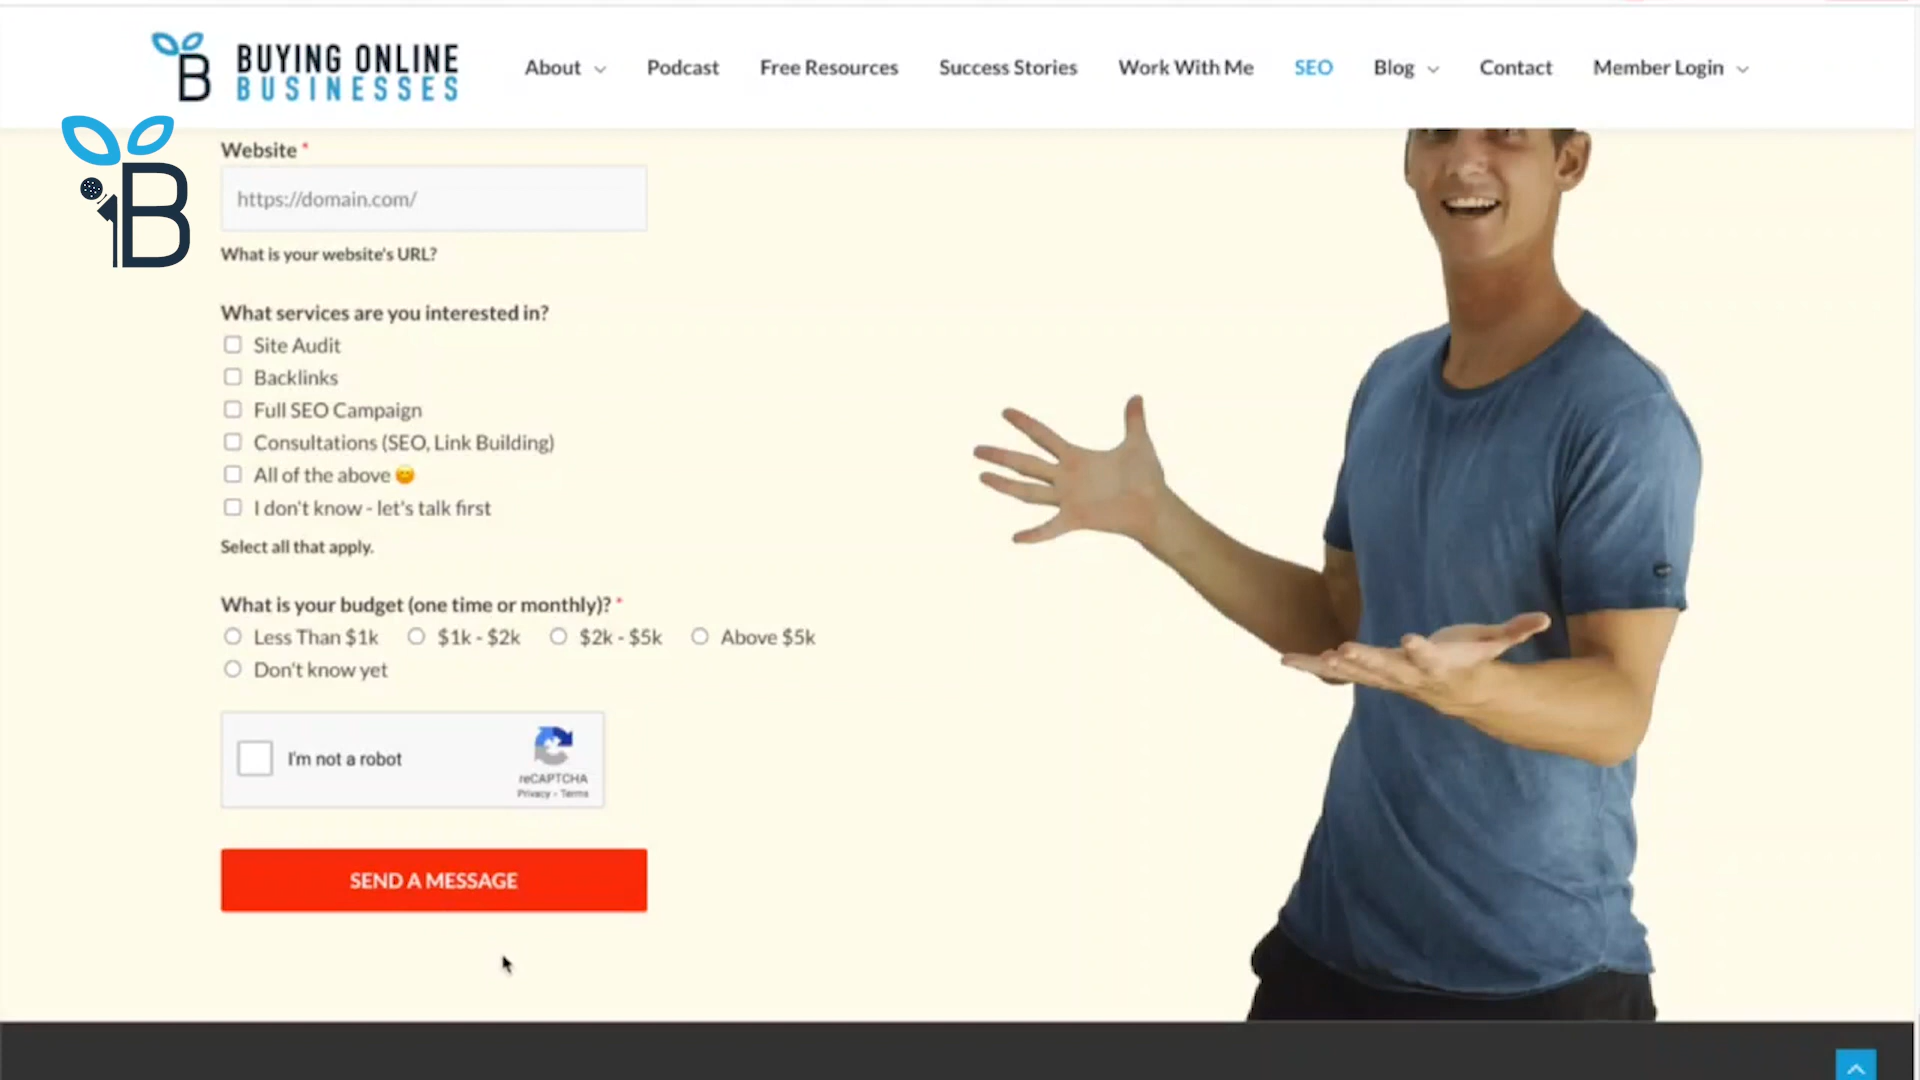 BUYING ONLINE
BUSINESSES
About
Podcast
Free Resources
Success Stories
Work With Me
SEO
Blog
Contact
Member Login
Website *
https://domain.com/
What is your website's URL?
What services are you interested in?
Site Audit
Backlinks
Full SEO Campaign
Consultations (SEO, Link Building)
All of the above 😊
I don't know - let's talk first
Select all that apply.
What is your budget (one time or monthly)? *
Less Than $1k
$1k - $2k
$2k - $5k
Above $5k
Don't know yet
I'm not a robot
reCAPTCHA
Privacy - Terms
SEND A MESSAGE